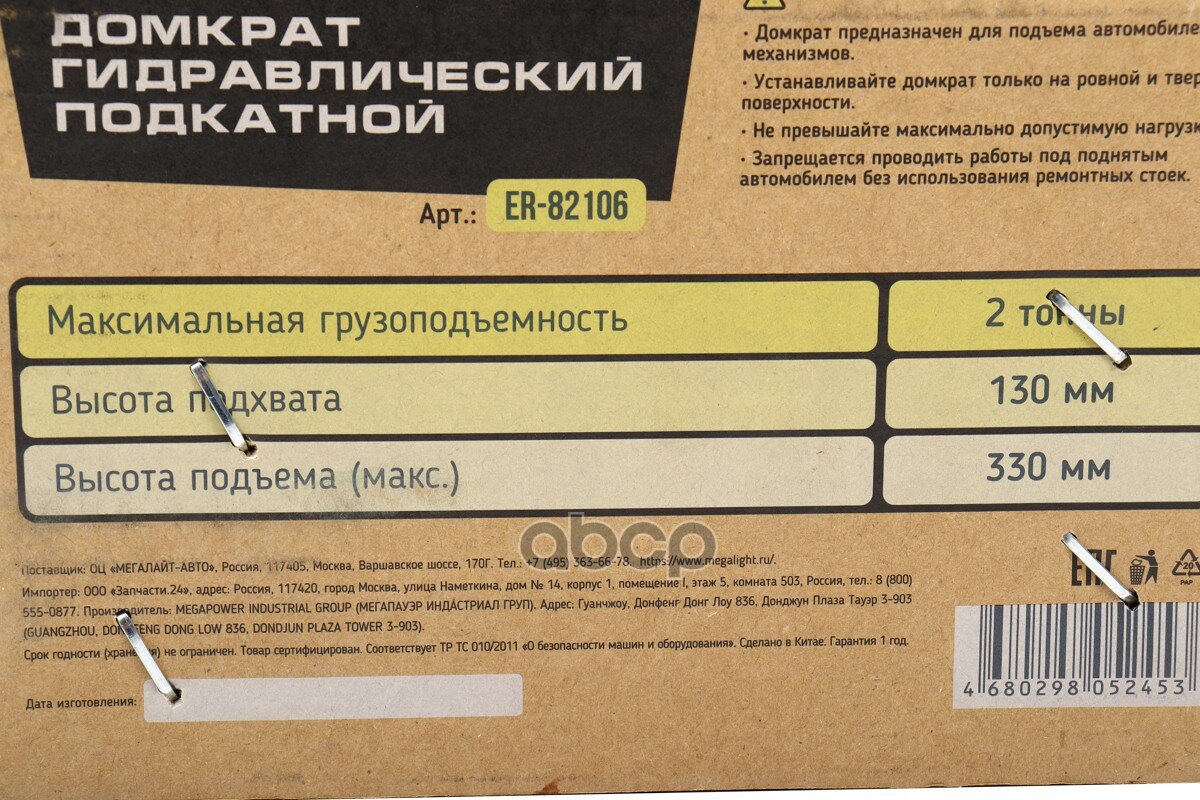 ДОМКРАТ
ГИДРАВЛИЧЕСКИЙ
ПОДКАТНОЙ
Арт.: ER-82106
· Домкрат предназначен для подъема автомобиле
механизмов.
· Устанавливайте домкрат только на ровной и твер
поверхности.
· Не превышайте максимально допустимую нагрузк
· Запрещается проводить работы под поднятым
автомобилем без использования ремонтных стоек.
Максимальная грузоподъемность 2 тонны
Высота подхвата 130 мм
Высота подъема (макс.) 330 мм
abcp
Поставщик: ОЦ «МЕГАЛАЙТ-АВТО», Россия, 117405, Москва, Варшавское шоссе, 170Г. Тел.: +7 (495) 363-66-78. https://www.megalight.ru/.
Импортер: ООО «Запчасти.24», адрес: Россия, 117420, город Москва, улица Наметкина, дом № 14, корпус 1, помещение I, этаж 5, комната 503, Россия, тел.: 8 (800)
555-0877. Производитель: MEGAPOWER INDUSTRIAL GROUP (МЕГАПАУЭР ИНДАСТРИАЛ ГРУП). Адрес: Гуанчжоу, Донфенг Донг Лоу 836, Донджун Плаза Тауэр 3-903
(GUANGZHOU, DONGFENG DONG LOW 836, DONDJUN PLAZA TOWER 3-903).
Срок годности (хранения) не ограничен. Товар сертифицирован. Соответствует ТР ТС 010/2011 «О безопасности машин и оборудования». Сделано в Китае. Гарантия 1 год.
Дата изготовления:
EAC
20
PAP
4 680298 052453